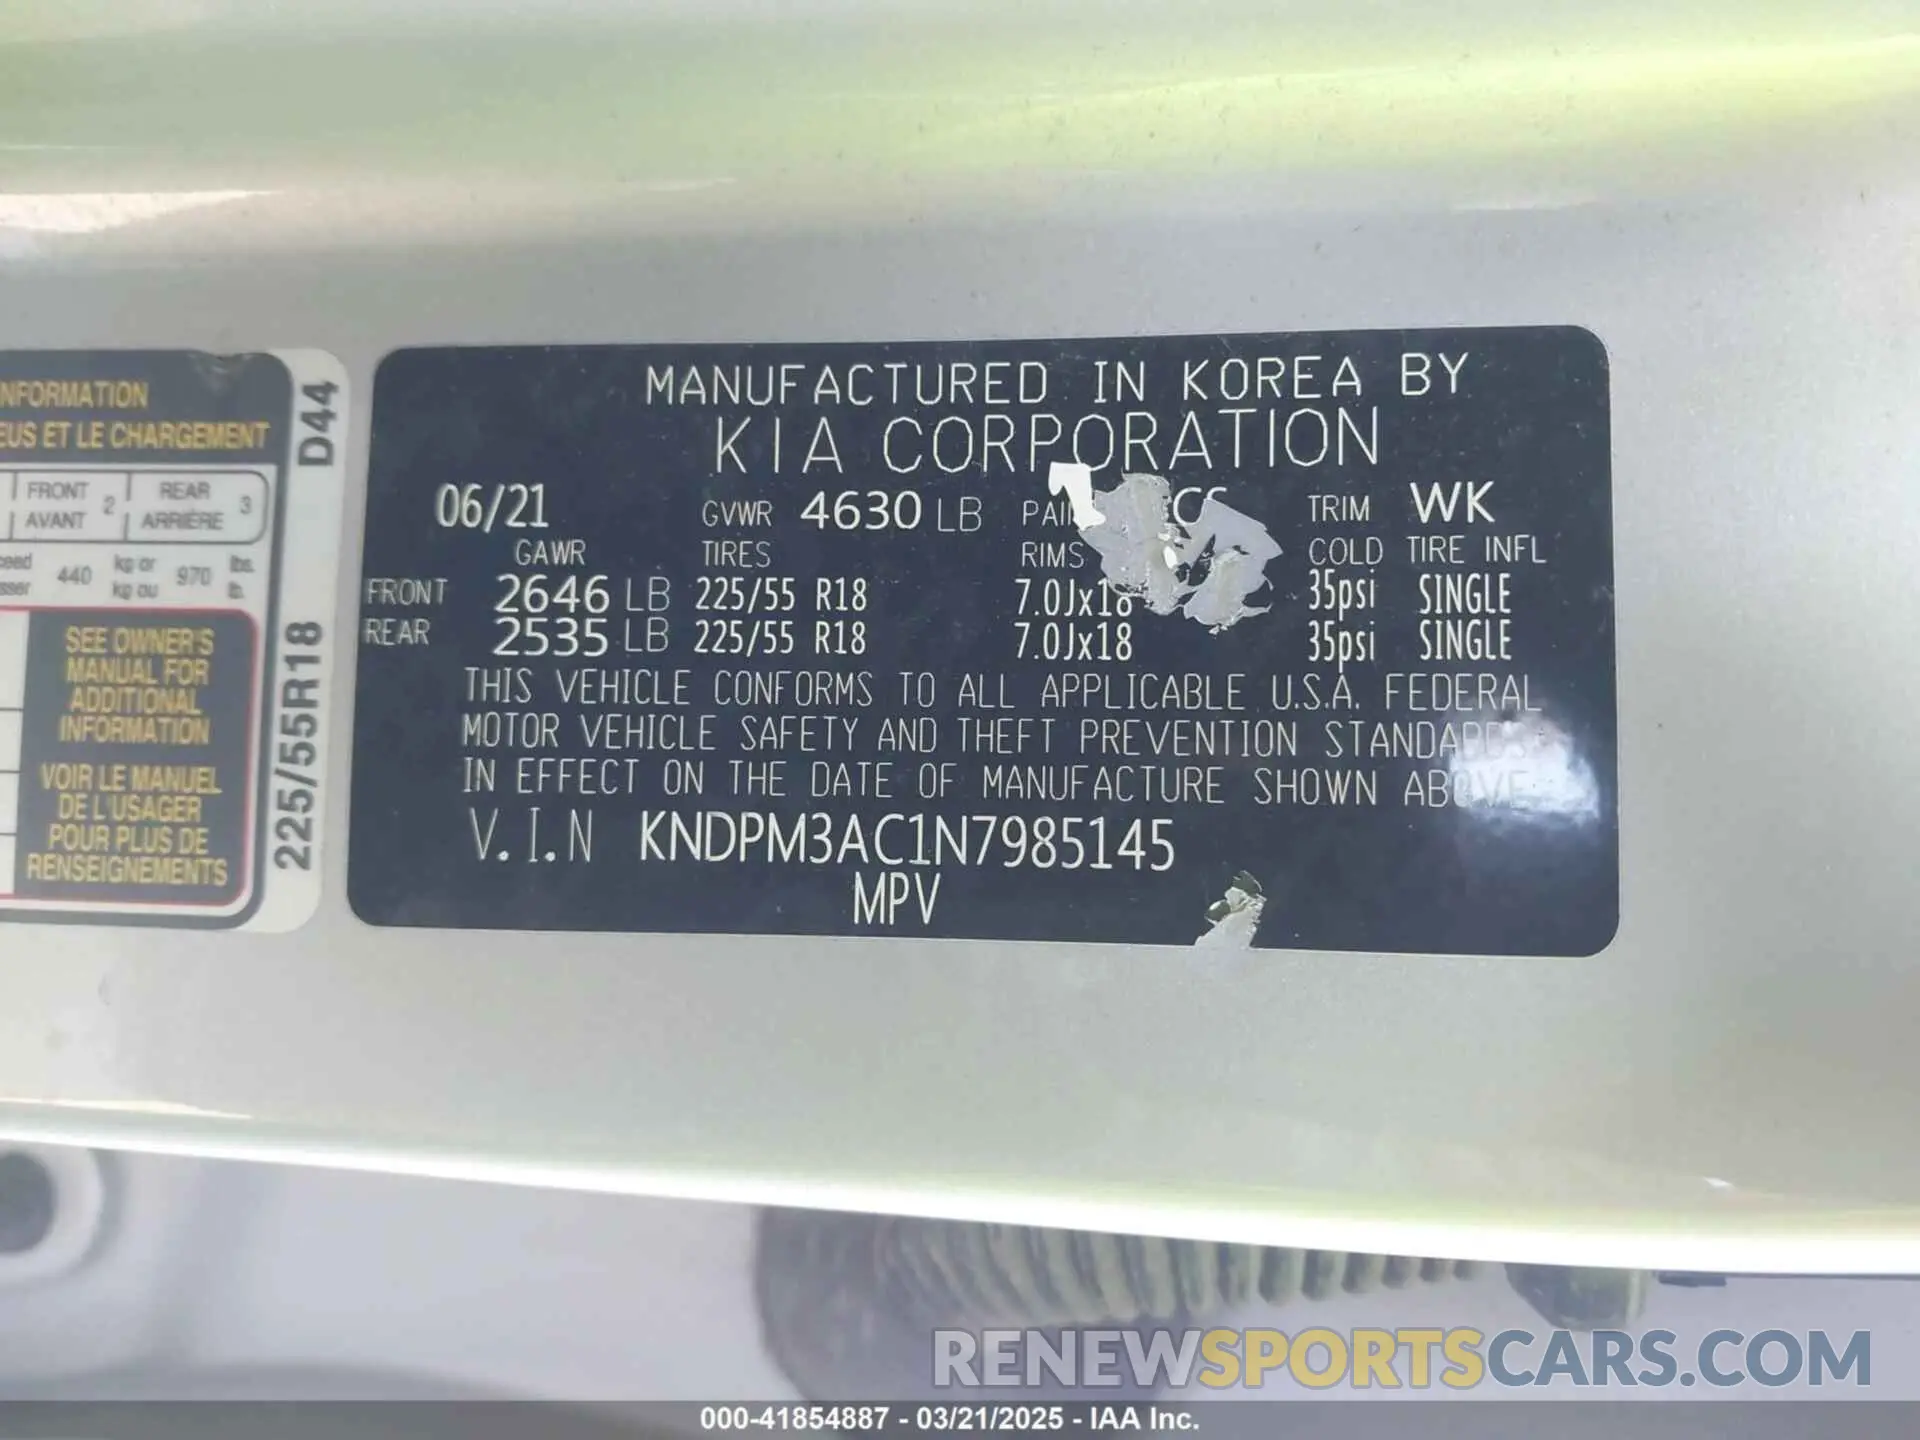 NFORMATION
EUS ET LE CHARGEMENT
FRONT 2 REAR 3
AVANT ARRIÈRE
440 kg or 970 lbs.
kg ou lb.
SEE OWNER'S
MANUAL FOR
ADDITIONAL
INFORMATION
VOIR LE MANUEL
DE L'USAGER
POUR PLUS DE
RENSEIGNEMENTS
225/55R18 D44
MANUFACTURED IN KOREA BY
KIA CORPORATION
06/21 GVWR 4630 LB TRIM WK
GAWR TIRES RIMS COLD TIRE INFL
FRONT 2646 LB 225/55 R18 7.0Jx18 35psi SINGLE
REAR 2535 LB 225/55 R18 7.0Jx18 35psi SINGLE
THIS VEHICLE CONFORMS TO ALL APPLICABLE U.S.A. FEDERAL
MOTOR VEHICLE SAFETY AND THEFT PREVENTION STANDARDS
IN EFFECT ON THE DATE OF MANUFACTURE SHOWN ABOVE
V.I.N KNDPM3AC1N7985145
MPV
RENEWSPORTSCARS.COM
000-41854887 - 03/21/2025 - IAA Inc.